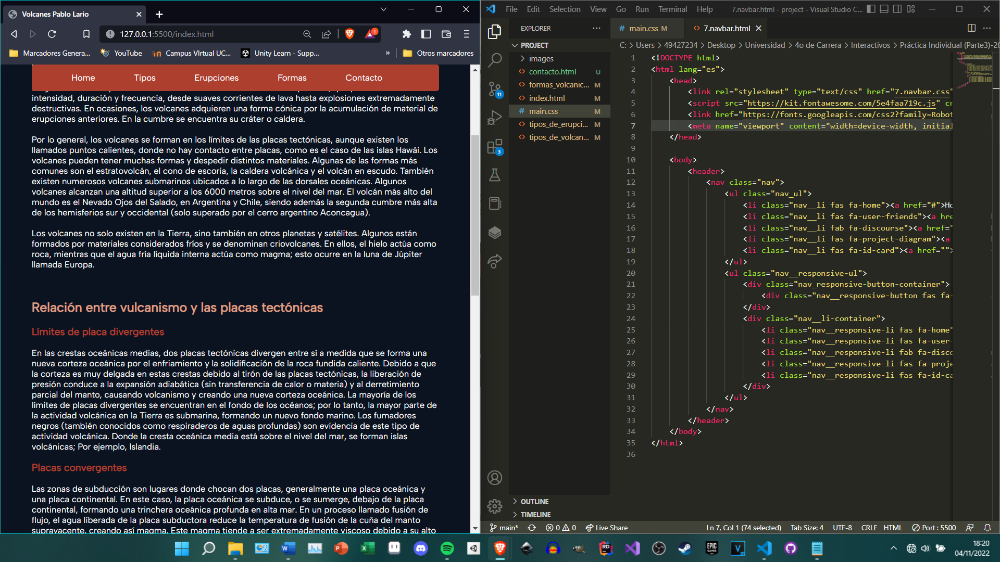 Volcanes Pablo Lario
127.0.0.1:5500/index.html
1
Marcadores Genera...
YouTube
Campus VIrtual UC...
Unity Learn - Supp...
»
Otros marcadores
Home
Tipos
Erupciones
Formas
Contacto
intensidad, duración y frecuencia, desde suaves corrientes de lava hasta explosiones extremadamente
destructivas. En ocasiones, los volcanes adquieren una forma cónica por la acumulación de material de
erupciones anteriores. En la cumbre se encuentra su cráter o caldera.
Por lo general, los volcanes se forman en los límites de las placas tectónicas, aunque existen los
llamados puntos calientes, donde no hay contacto entre placas, como es el caso de las islas Hawái. Los
volcanes pueden tener muchas formas y despedir distintos materiales. Algunas de las formas más
comunes son el estratovolcán, el cono de escoria, la caldera volcánica y el volcán en escudo. También
existen numerosos volcanes submarinos ubicados a lo largo de las dorsales oceánicas. Algunos
volcanes alcanzan una altitud superior a los 6000 metros sobre el nivel del mar. El volcán más alto del
mundo es el Nevado Ojos del Salado, en Argentina y Chile, siendo además la segunda cumbre más alta
de los hemisferios sur y occidental (solo superado por el cerro argentino Aconcagua).
Los volcanes no solo existen en la Tierra, sino también en otros planetas y satélites. Algunos están
formados por materiales considerados fríos y se denominan criovolcanes. En ellos, el hielo actúa como
roca, mientras que el agua fría líquida interna actúa como magma; esto ocurre en la luna de Júpiter
llamada Europa.
Relación entre vulcanismo y las placas tectónicas
Límites de placa divergentes
En las crestas oceánicas medias, dos placas tectónicas divergen entre sí a medida que se forma una
nueva corteza oceánica por el enfriamiento y la solidificación de la roca fundida caliente. Debido a que
la corteza es muy delgada en estas crestas debido al tirón de las placas tectónicas, la liberación de
presión conduce a la expansión adiabática (sin transferencia de calor o materia) y al derretimiento
parcial del manto, causando volcanismo y creando una nueva corteza oceánica. La mayoría de los
límites de placas divergentes se encuentran en el fondo de los océanos; por lo tanto, la mayor parte de
la actividad volcánica en la Tierra es submarina, formando un nuevo fondo marino. Los fumadores
negros (también conocidos como respiraderos de aguas profundas) son evidencia de este tipo de
actividad volcánica. Donde la cresta oceánica media está sobre el nivel del mar, se forman islas
volcánicas; Por ejemplo, Islandia.
Placas convergentes
Las zonas de subducción son lugares donde chocan dos placas, generalmente una placa oceánica y
una placa continental. En este caso, la placa oceánica se subduce, o se sumerge, debajo de la placa
continental, formando una trinchera oceánica profunda en alta mar. En un proceso llamado fusión de
flujo, el agua liberada de la placa subductora reduce la temperatura de fusión de la cuña del manto
supravacente, creando así magma. Este magma tiende a ser extremadamente viscoso debido a su alto
File Edit Selection View Go Run Terminal Help
7.navbar.html - project - Visual Studio C...
EXPLORER
PROJECT
images
contacto.html U
formas_volcanic... M
index.html M
main.css M
tipos_de_erupci... M
tipos_de_volcan... M
11
3
OUTLINE
TIMELINE
main.css M
7.navbar.html
C: > Users > 49427234 > Desktop > Universidad > 4o de Carrera > Interactivos > Práctica Individual (Parte3)-20
1 <!DOCTYPE html>
2 <html lang="es">
3 <head>
4 <link rel="stylesheet" type="text/css" href="7.navbar.css"
5 <script src="https://kit.fontawesome.com/5e4faa719c.js" cr
6 <link href="https://fonts.googleapis.com/css2?family=Robot
7 <meta name="viewport" content="width=device-width, initial
8 </head>
9
10 <body>
11 <header>
12 <nav class="nav">
13 <ul class="nav_ul">
14 <li class="nav__li fas fa-home"><a href="#">Ho
15 <li class="nav__li fas fa-user-friends"><a hre
16 <li class="nav__li fab fa-discourse"><a href="
17 <li class="nav__li fas fa-project-diagram"><a
18 <li class="nav__li fas fa-id-card"><a href="">
19 </ul>
20 <ul class="nav__responsive-ul">
21 <div class="nav_responsive-button-container">
22 <div class="nav__responsive-button fas fa-
23 </div>
24 <div class="nav__li-container">
25 <li class="nav__responsive-li fas fa-home"
26 <li class="nav__responsive-li fas fa-user-
27 <li class="nav__responsive-li fab fa-disco
28 <li class="nav__responsive-li fas fa-proje
29 <li class="nav__responsive-li fas fa-id-ca
30 </div>
31 </ul>
32 </nav>
33 </header>
34 </body>
35 </html>
36
main* 0 0 Live Share
Ln 7, Col 1 (74 selected) Tab Size: 4 UTF-8 CRLF HTML Port : 5500
18:20
04/11/2022